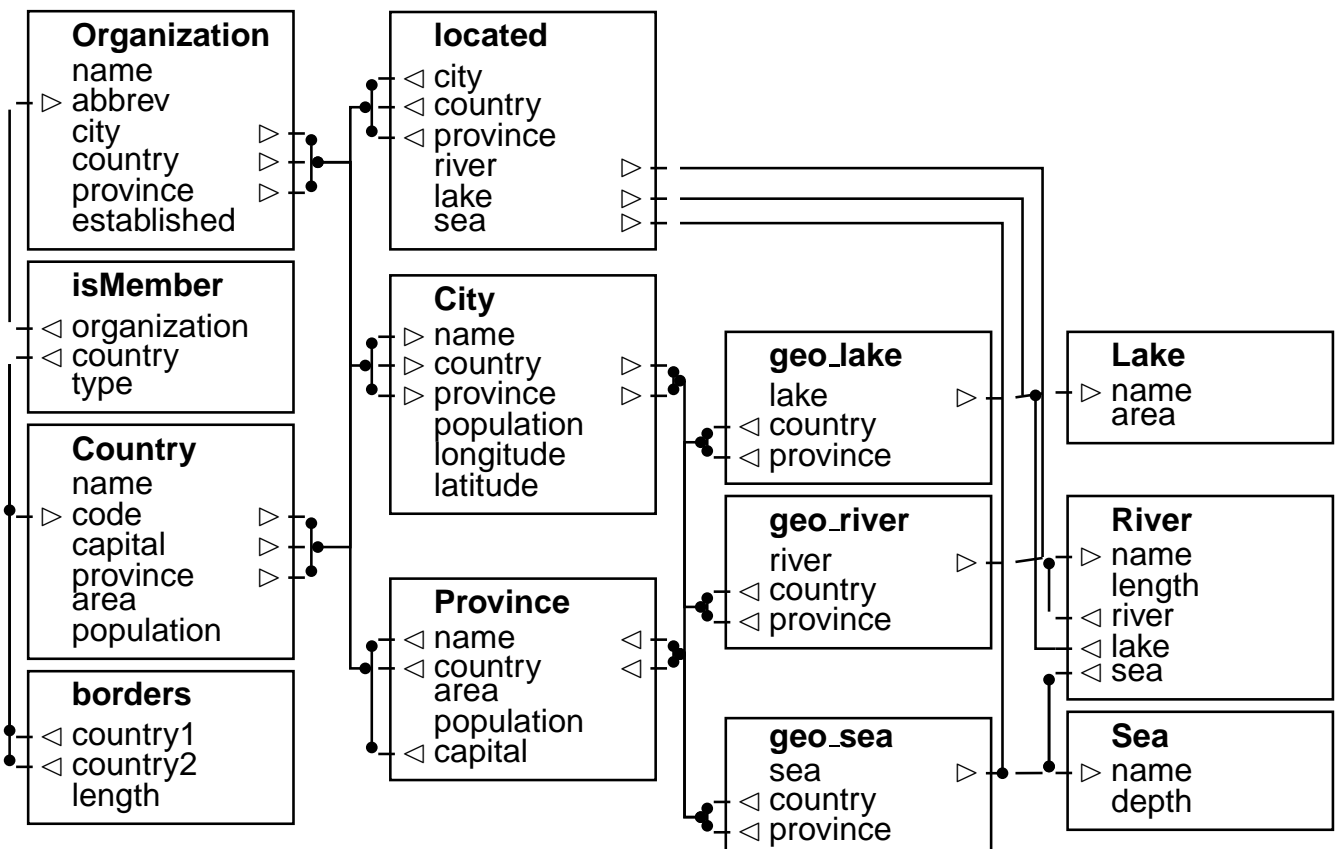 Organization
name
abbrev
city
country
province
established
isMember
organization
country
type
Country
name
code
capital
province
area
population
borders
country1
country2
length
located
city
country
province
river
lake
sea
City
name
country
province
population
longitude
latitude
Province
name
country
area
population
capital
geo_lake
lake
country
province
geo_river
river
country
province
geo_sea
sea
country
province
Lake
name
area
River
name
length
river
lake
sea
Sea
name
depth